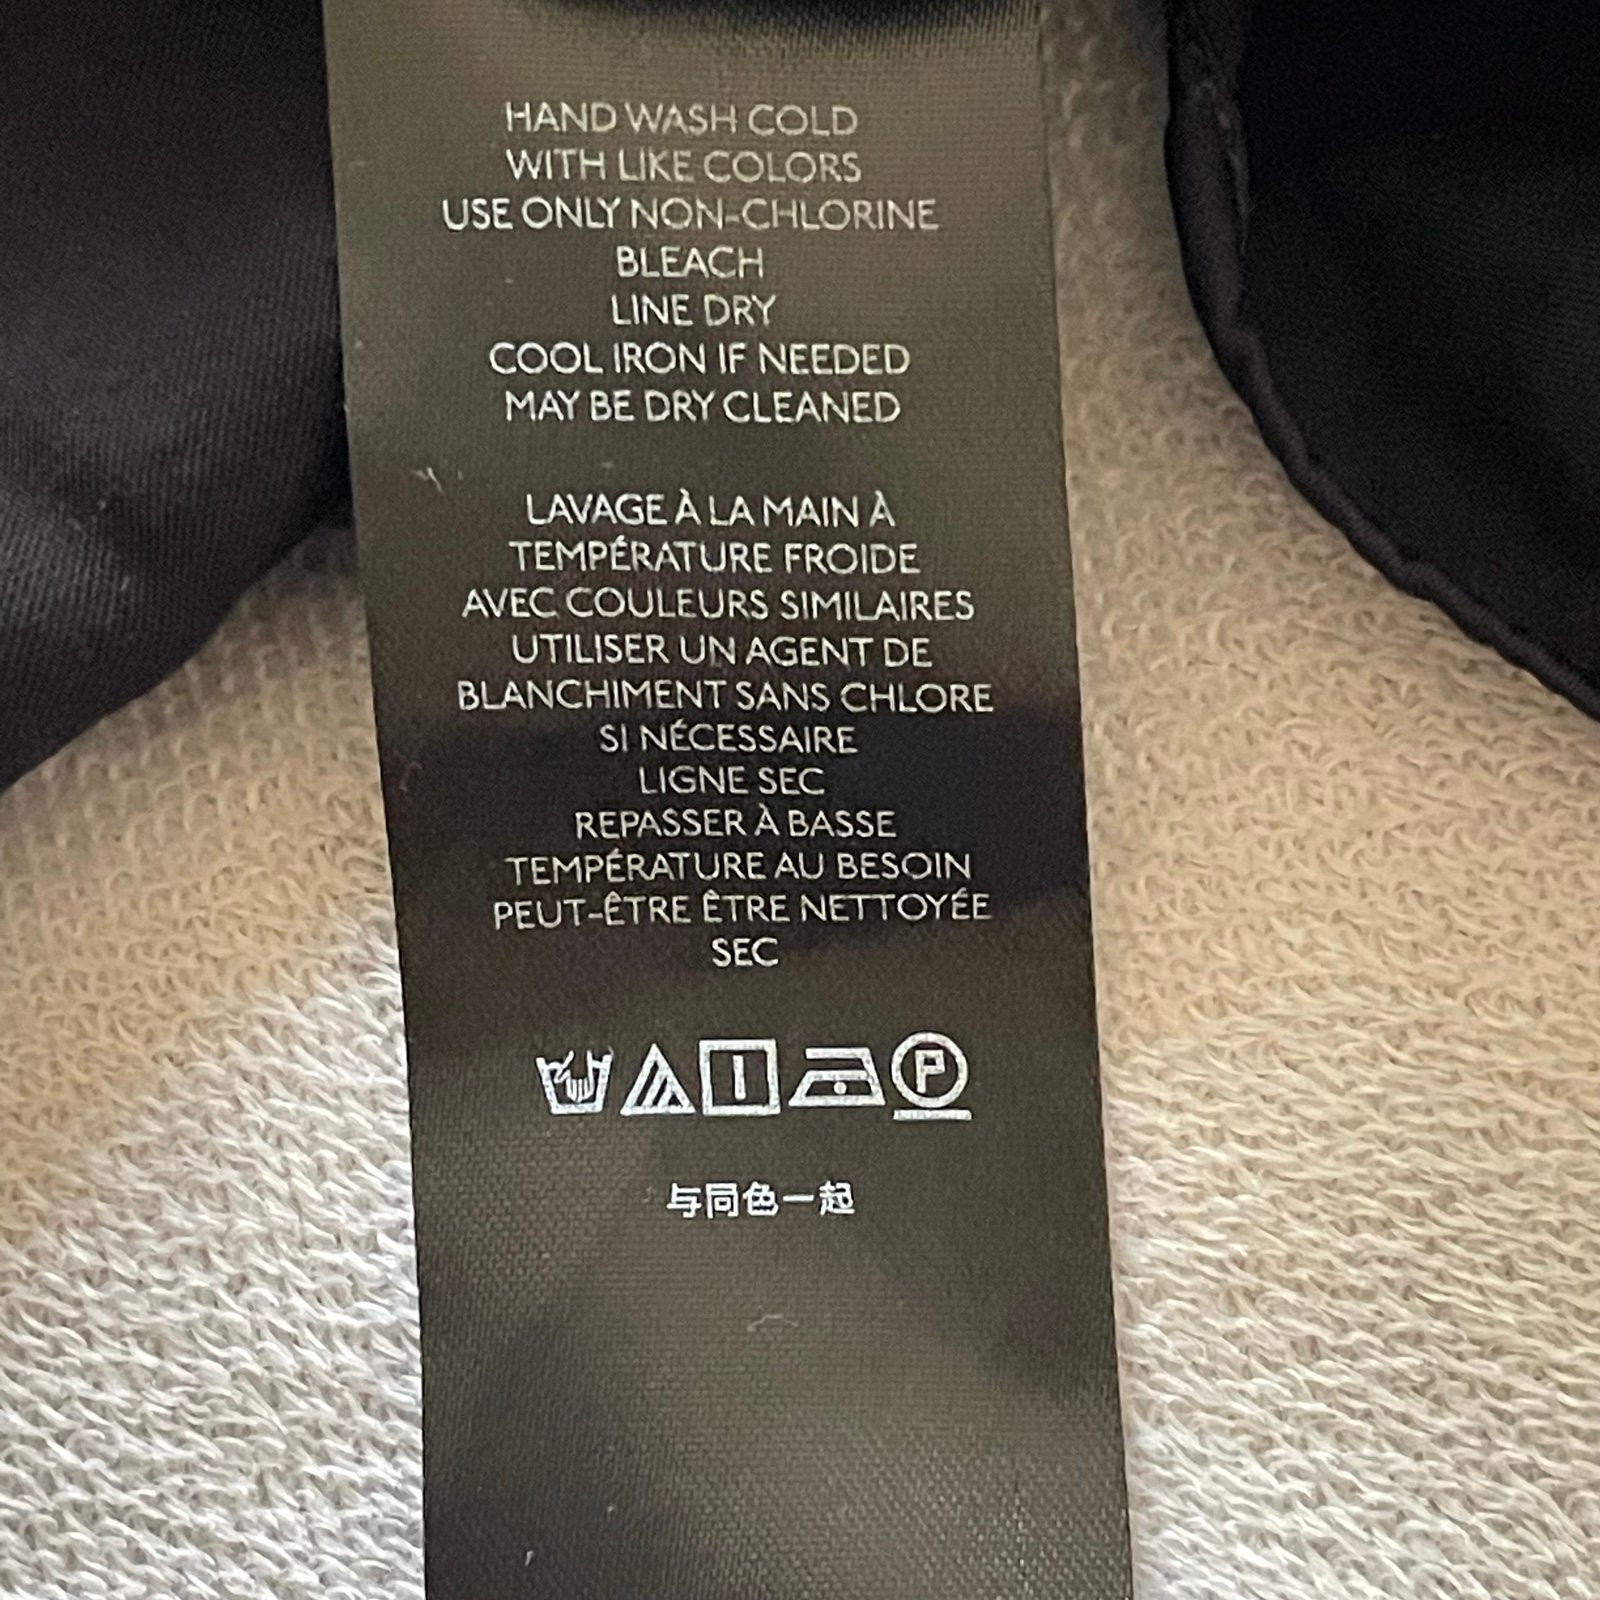 HAND WASH COLD
WITH LIKE COLORS
USE ONLY NON-CHLORINE
BLEACH
LINE DRY
COOL IRON IF NEEDED
MAY BE DRY CLEANED
LAVAGE À LA MAIN À
TEMPÉRATURE FROIDE
AVEC COULEURS SIMILAIRES
UTILISER UN AGENT DE
BLANCHIMENT SANS CHLORE
SI NÉCESSAIRE
LIGNE SEC
REPASSER À BASSE
TEMPÉRATURE AU BESOIN
PEUT-ÊTRE ÊTRE NETTOYÉE
SEC
P
与同色一起